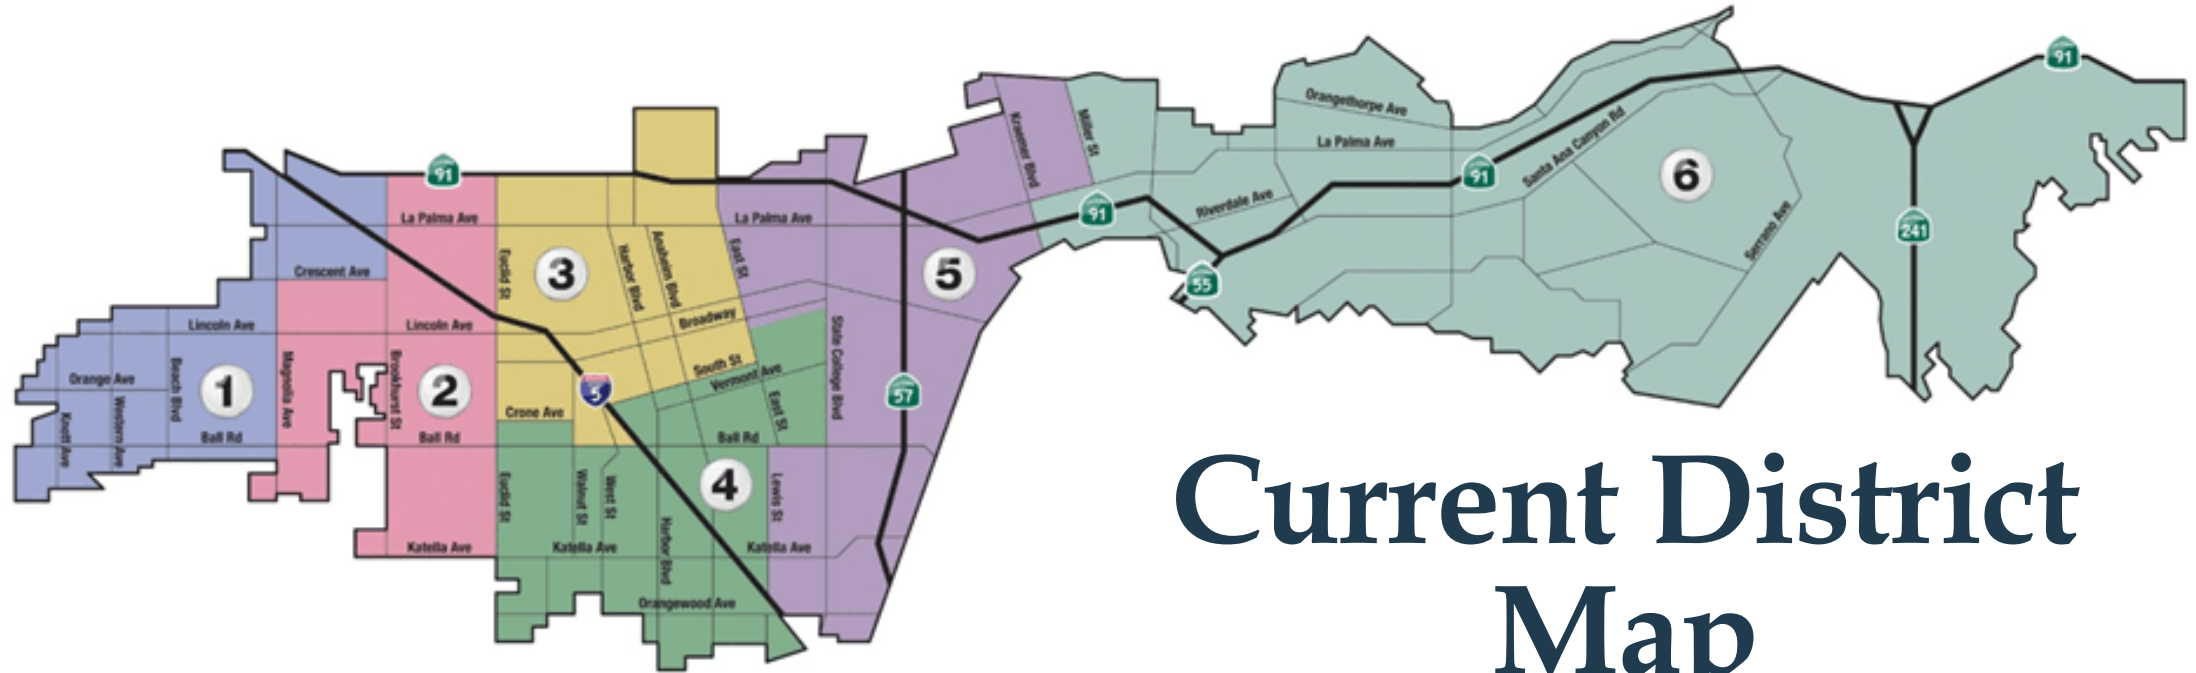 91
91
Orangethorpe Ave
Miller St
Kraemer Blvd
La Palma Ave
Santa Ana Canyon Rd
91
6
91
Riverdale Ave
La Palma Ave
La Palma Ave
Serrano Ave
241
Euclid St
3
Harbor Blvd
Anaheim Blvd
East St
5
Crescent Ave
55
Lincoln Ave
Lincoln Ave
Broadway
State College Blvd
Orange Ave
Beach Blvd
1
Magnolia Ave
Brookhurst St
2
5
South St
Vermont Ave
57
Knott Ave
Western Ave
Crone Ave
East St
Ball Rd
Ball Rd
Ball Rd
Euclid St
Walnut St
West St
4
Lewis St
Harbor Blvd
Katella Ave
Katella Ave
Katella Ave
Orangewood Ave
Current District
Map